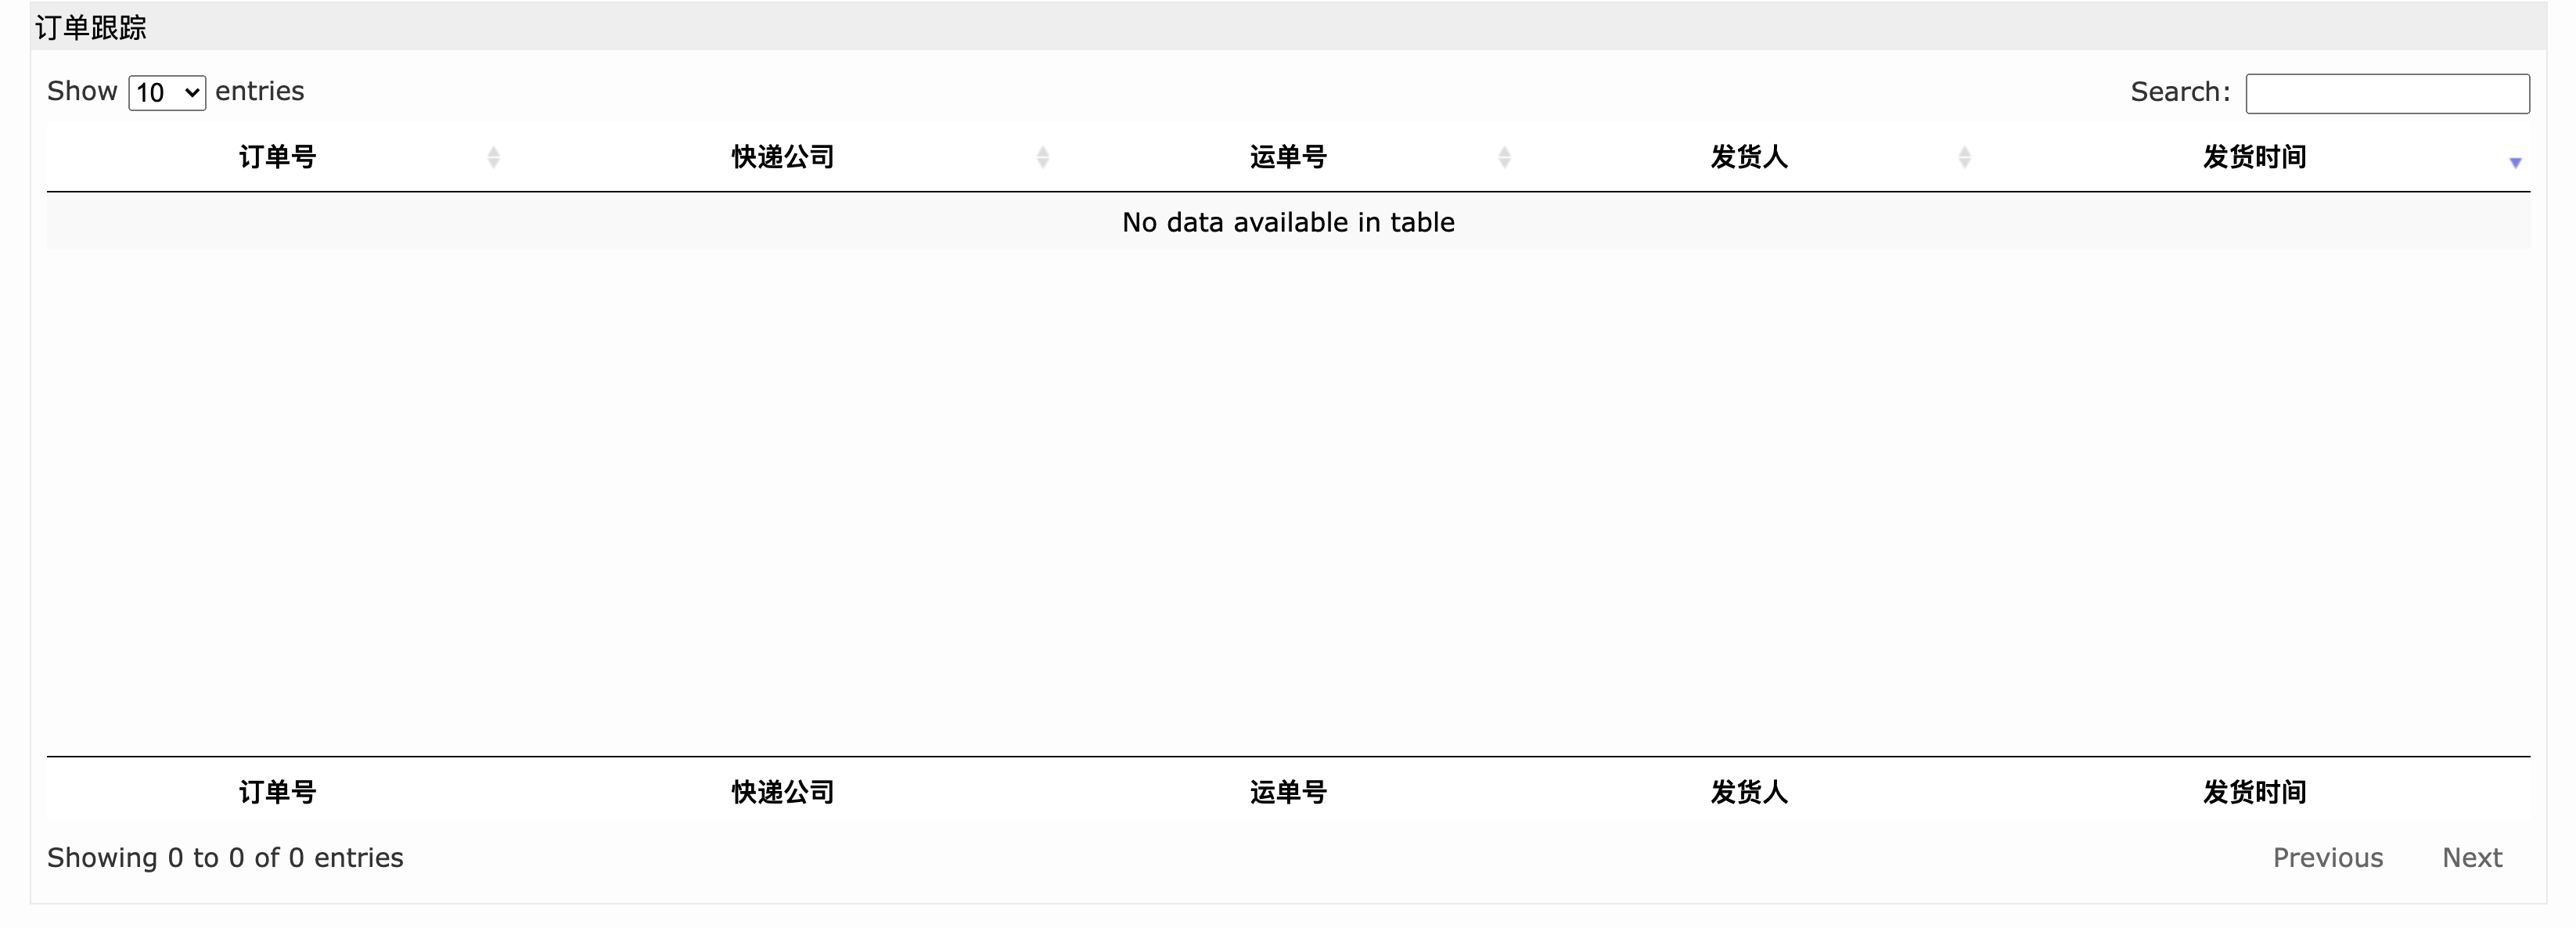 订单跟踪
Show 10 entries Search:
订单号 快递公司 运单号 发货人 发货时间
No data available in table
订单号 快递公司 运单号 发货人 发货时间
Showing 0 to 0 of 0 entries Previous Next